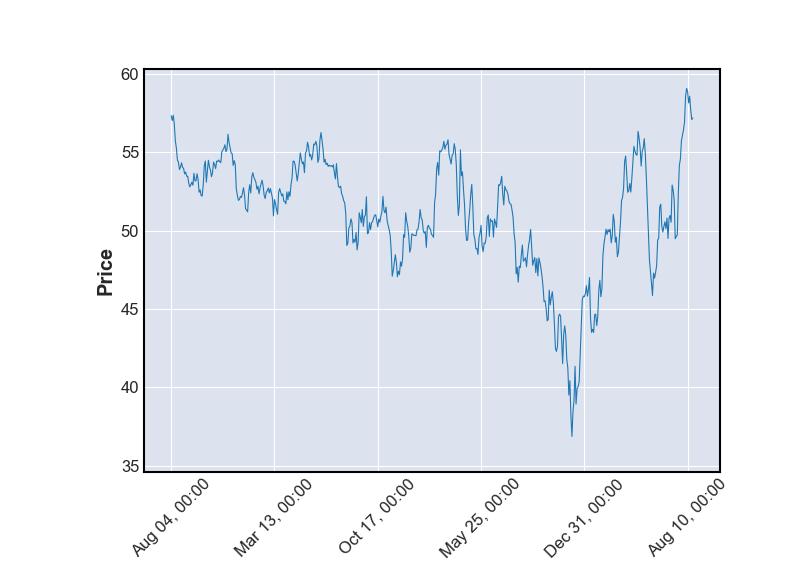 60
55
50
45
40
35
Price
Aug 04, 00:00
Mar 13, 00:00
Oct 17, 00:00
May 25, 00:00
Dec 31, 00:00
Aug 10, 00:00